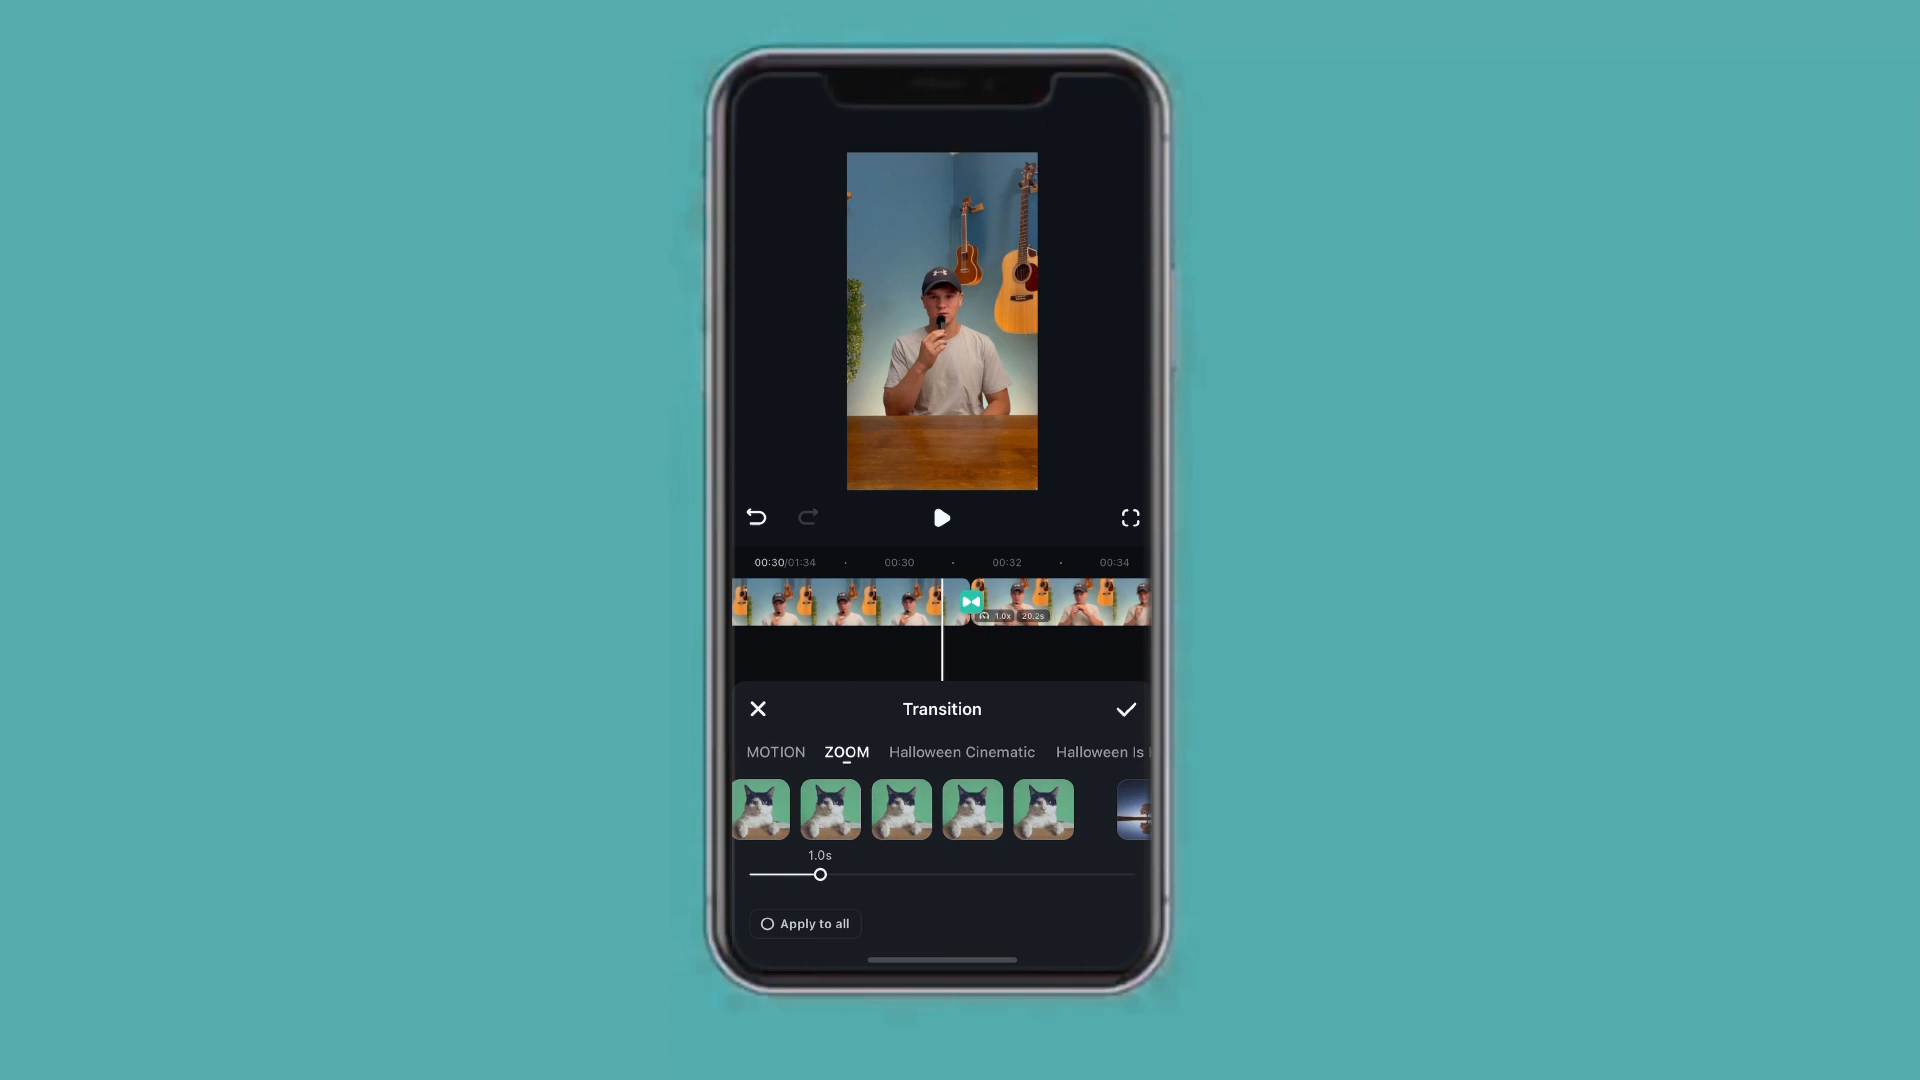 00:30/01:34 00:30 00:32 00:34
1.0x 20.2s
Transition
MOTION ZOOM Halloween Cinematic Halloween Is
1.0s
Apply to all